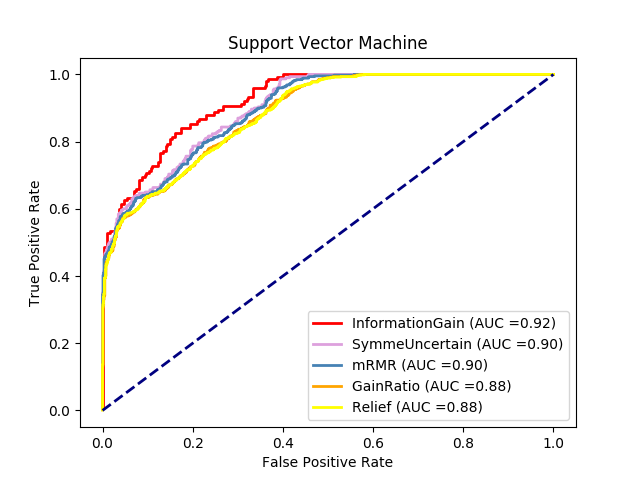 Support Vector Machine
True Positive Rate
1.0
0.8
0.6
0.4
0.2
0.0
InformationGain (AUC =0.92)
SymmeUncertain (AUC =0.90)
mRMR (AUC =0.90)
GainRatio (AUC =0.88)
Relief (AUC =0.88)
0.0 0.2 0.4 0.6 0.8 1.0
False Positive Rate